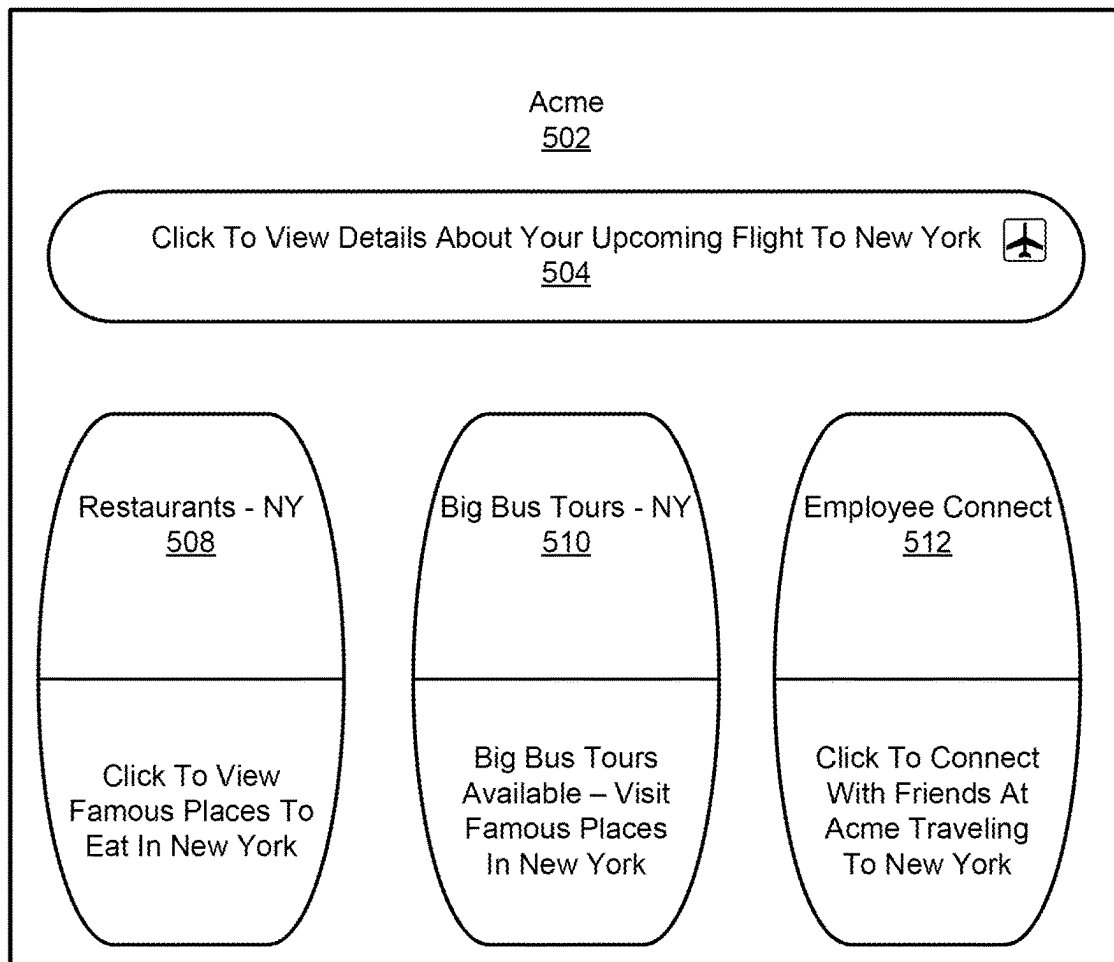 Acme
502
Click To View Details About Your Upcoming Flight To New York
504
Restaurants - NY
508
Click To View
Famous Places To
Eat In New York
Big Bus Tours - NY
510
Big Bus Tours
Available – Visit
Famous Places
In New York
Employee Connect
512
Click To Connect
With Friends At
Acme Traveling
To New York